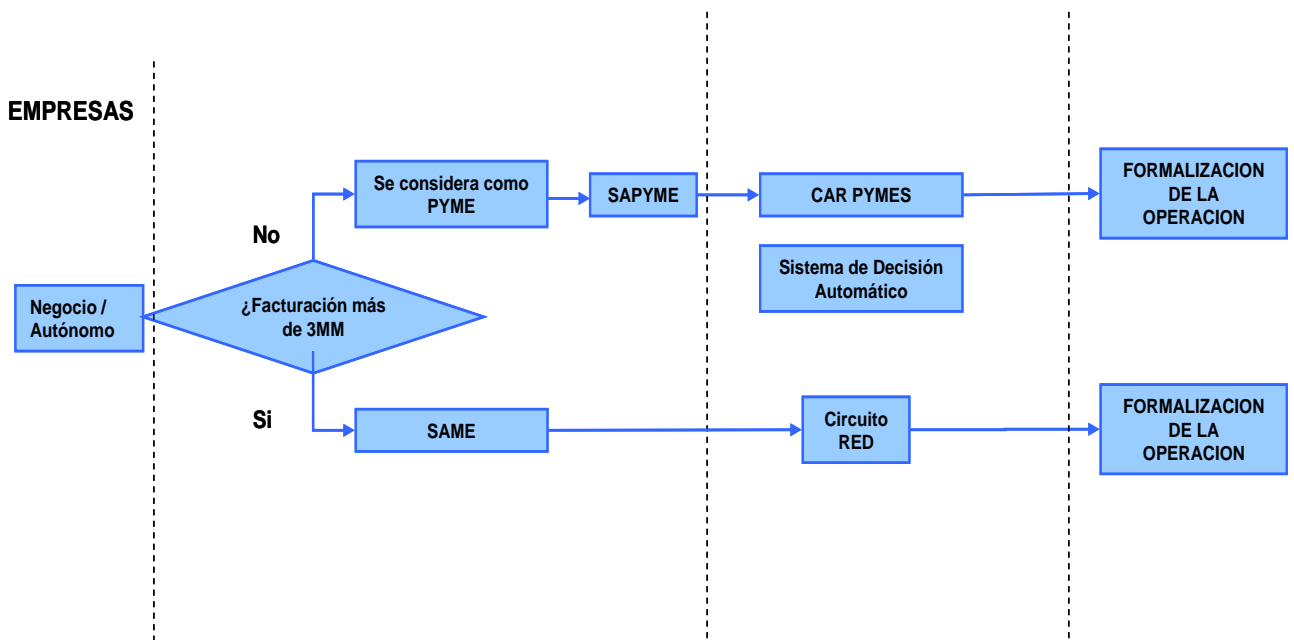 EMPRESAS
Se considera como
PYME
SAPYME
CAR PYMES
FORMALIZACION
DE LA
OPERACION
No
Sistema de Decisión
Automático
Negocio /
Autónomo
¿Facturación más
de 3MM
Si
SAME
Circuito
RED
FORMALIZACION
DE LA
OPERACION